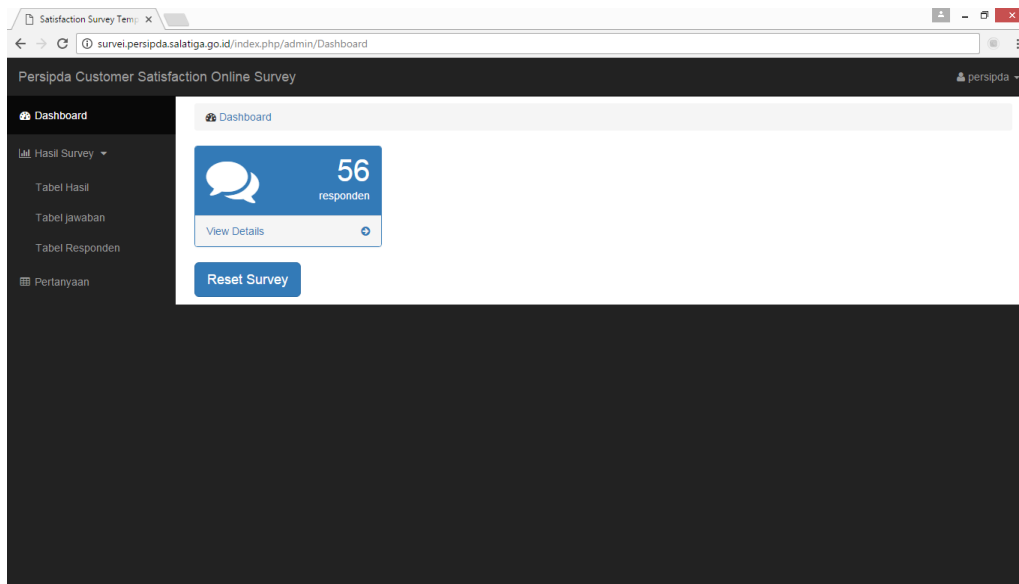 Satisfaction Survey Temp
survei.persipda.salatiga.go.id/index.php/admin/Dashboard
Persipda Customer Satisfaction Online Survey
persipda
Dashboard
Dashboard
Hasil Survey
56
responden
Tabel Hasil
Tabel jawaban
View Details
Tabel Responden
Pertanyaan
Reset Survey